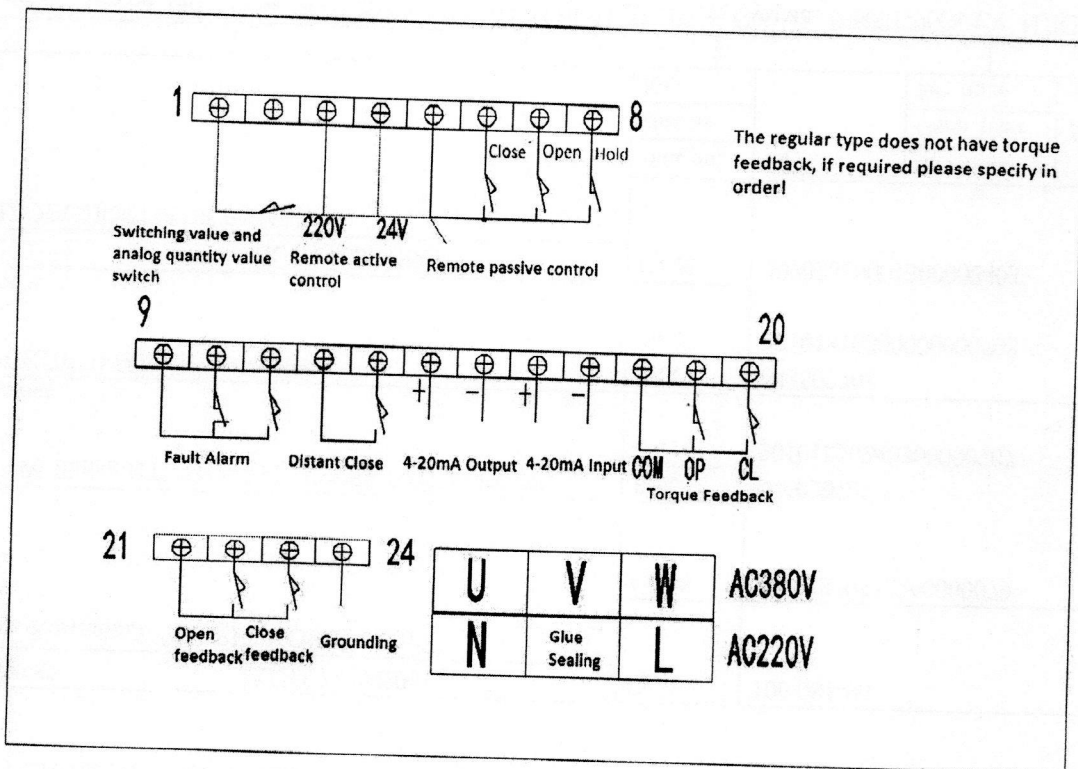 1
8
Close Open Hold
The regular type does not have torque
feedback, if required please specify in
order!
220V 24V
Switching value and
analog quantity value
switch
Remote active
control
Remote passive control
9
20
+ - + -
Fault Alarm
Distant Close
4-20mA Output
4-20mA Input
COM OP CL
Torque Feedback
21
24
Open
feedback
Close
feedback
Grounding
U V W AC380V
N Glue
Sealing L AC220V